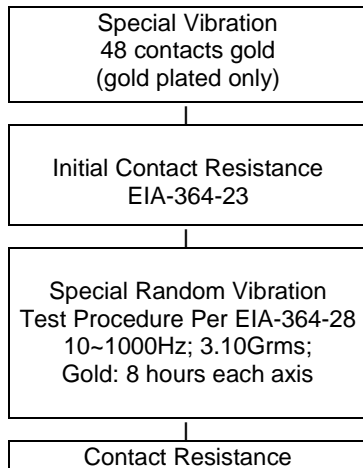 Special Vibration
48 contacts gold
(gold plated only)
Initial Contact Resistance
EIA-364-23
Special Random Vibration
Test Procedure Per EIA-364-28
10~1000Hz; 3.10Grms;
Gold: 8 hours each axis
Contact Resistance